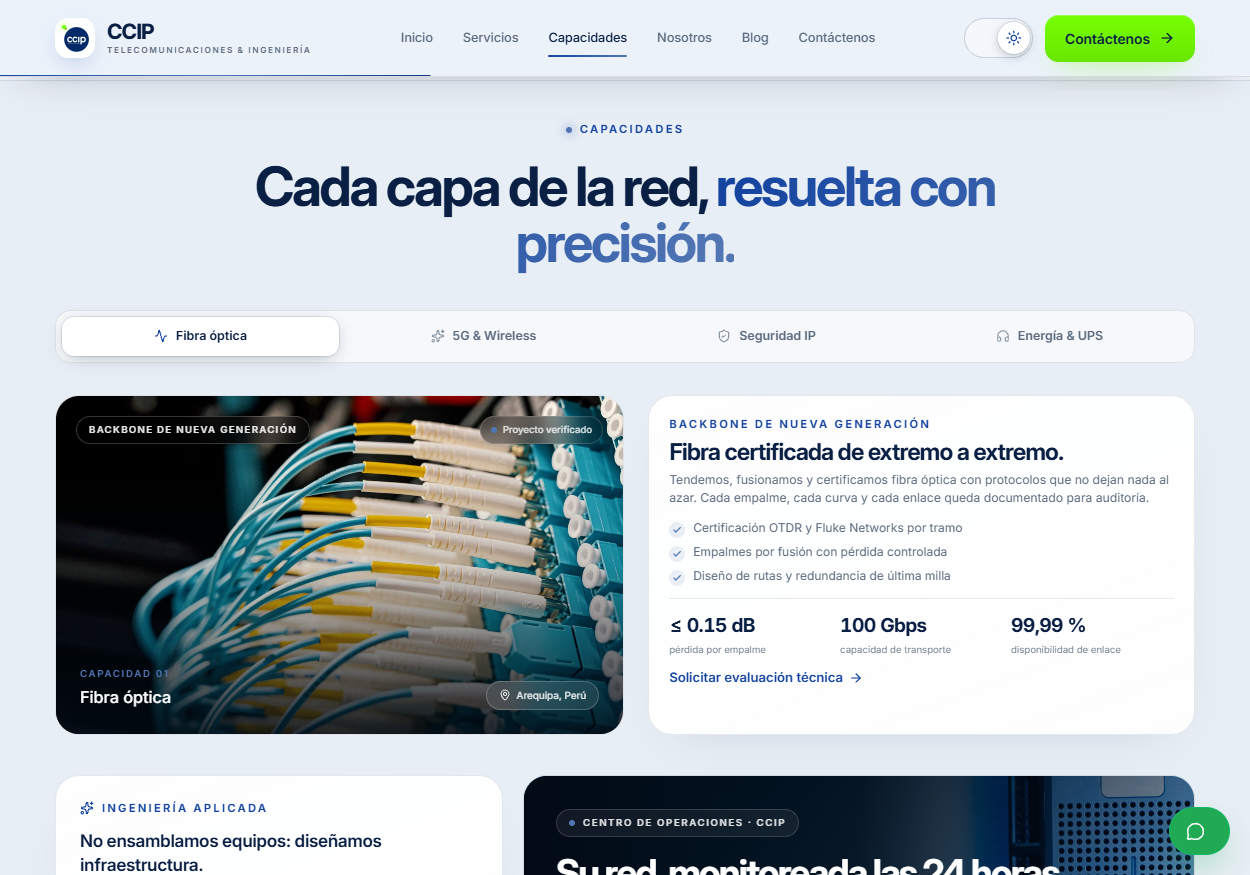 CCIP
CCIP
TELECOMUNICACIONES & INGENIERÍA
Inicio
Servicios
Capacidades
Nosotros
Blog
Contáctenos
Contáctenos
CAPACIDADES
Cada capa de la red, resuelta con
precisión.
Fibra óptica
5G & Wireless
Seguridad IP
Energía & UPS
BACKBONE DE NUEVA GENERACIÓN
Proyecto verificado
CAPACIDAD 01
Fibra óptica
Arequipa, Perú
BACKBONE DE NUEVA GENERACIÓN
Fibra certificada de extremo a extremo.
Tendemos, fusionamos y certificamos fibra óptica con protocolos que no dejan nada al
azar. Cada empalme, cada curva y cada enlace queda documentado para auditoría.
Certificación OTDR y Fluke Networks por tramo
Empalmes por fusión con pérdida controlada
Diseño de rutas y redundancia de última milla
≤ 0.15 dB
pérdida por empalme
100 Gbps
capacidad de transporte
99,99 %
disponibilidad de enlace
Solicitar evaluación técnica
INGENIERÍA APLICADA
No ensamblamos equipos: diseñamos
infraestructura.
CENTRO DE OPERACIONES · CCIP
Su red, monitoreada las 24 horas